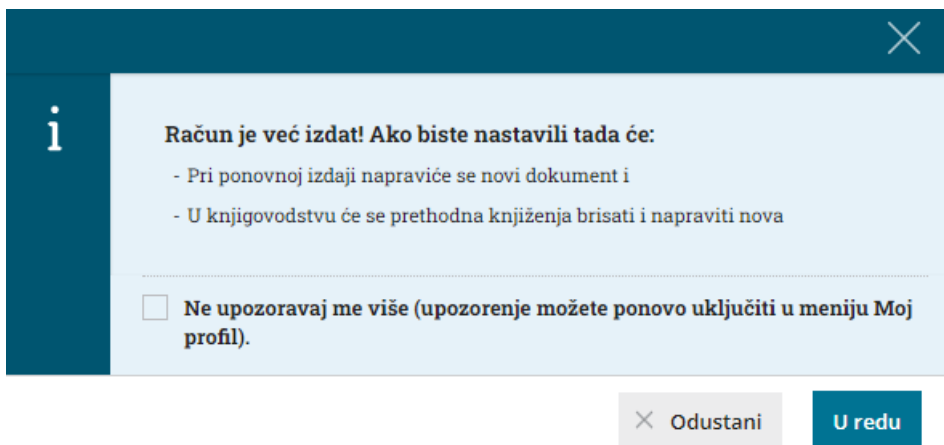 i
Račun je već izdat! Ako biste nastavili tada će:
- Pri ponovnoj izdaji napraviće se novi dokument i
- U knjigovodstvu će se prethodna knjiženja brisati i napraviti nova
Ne upozoravaj me više (upozorenje možete ponovo uključiti u meniju Moj
profil).
Odustani
U redu